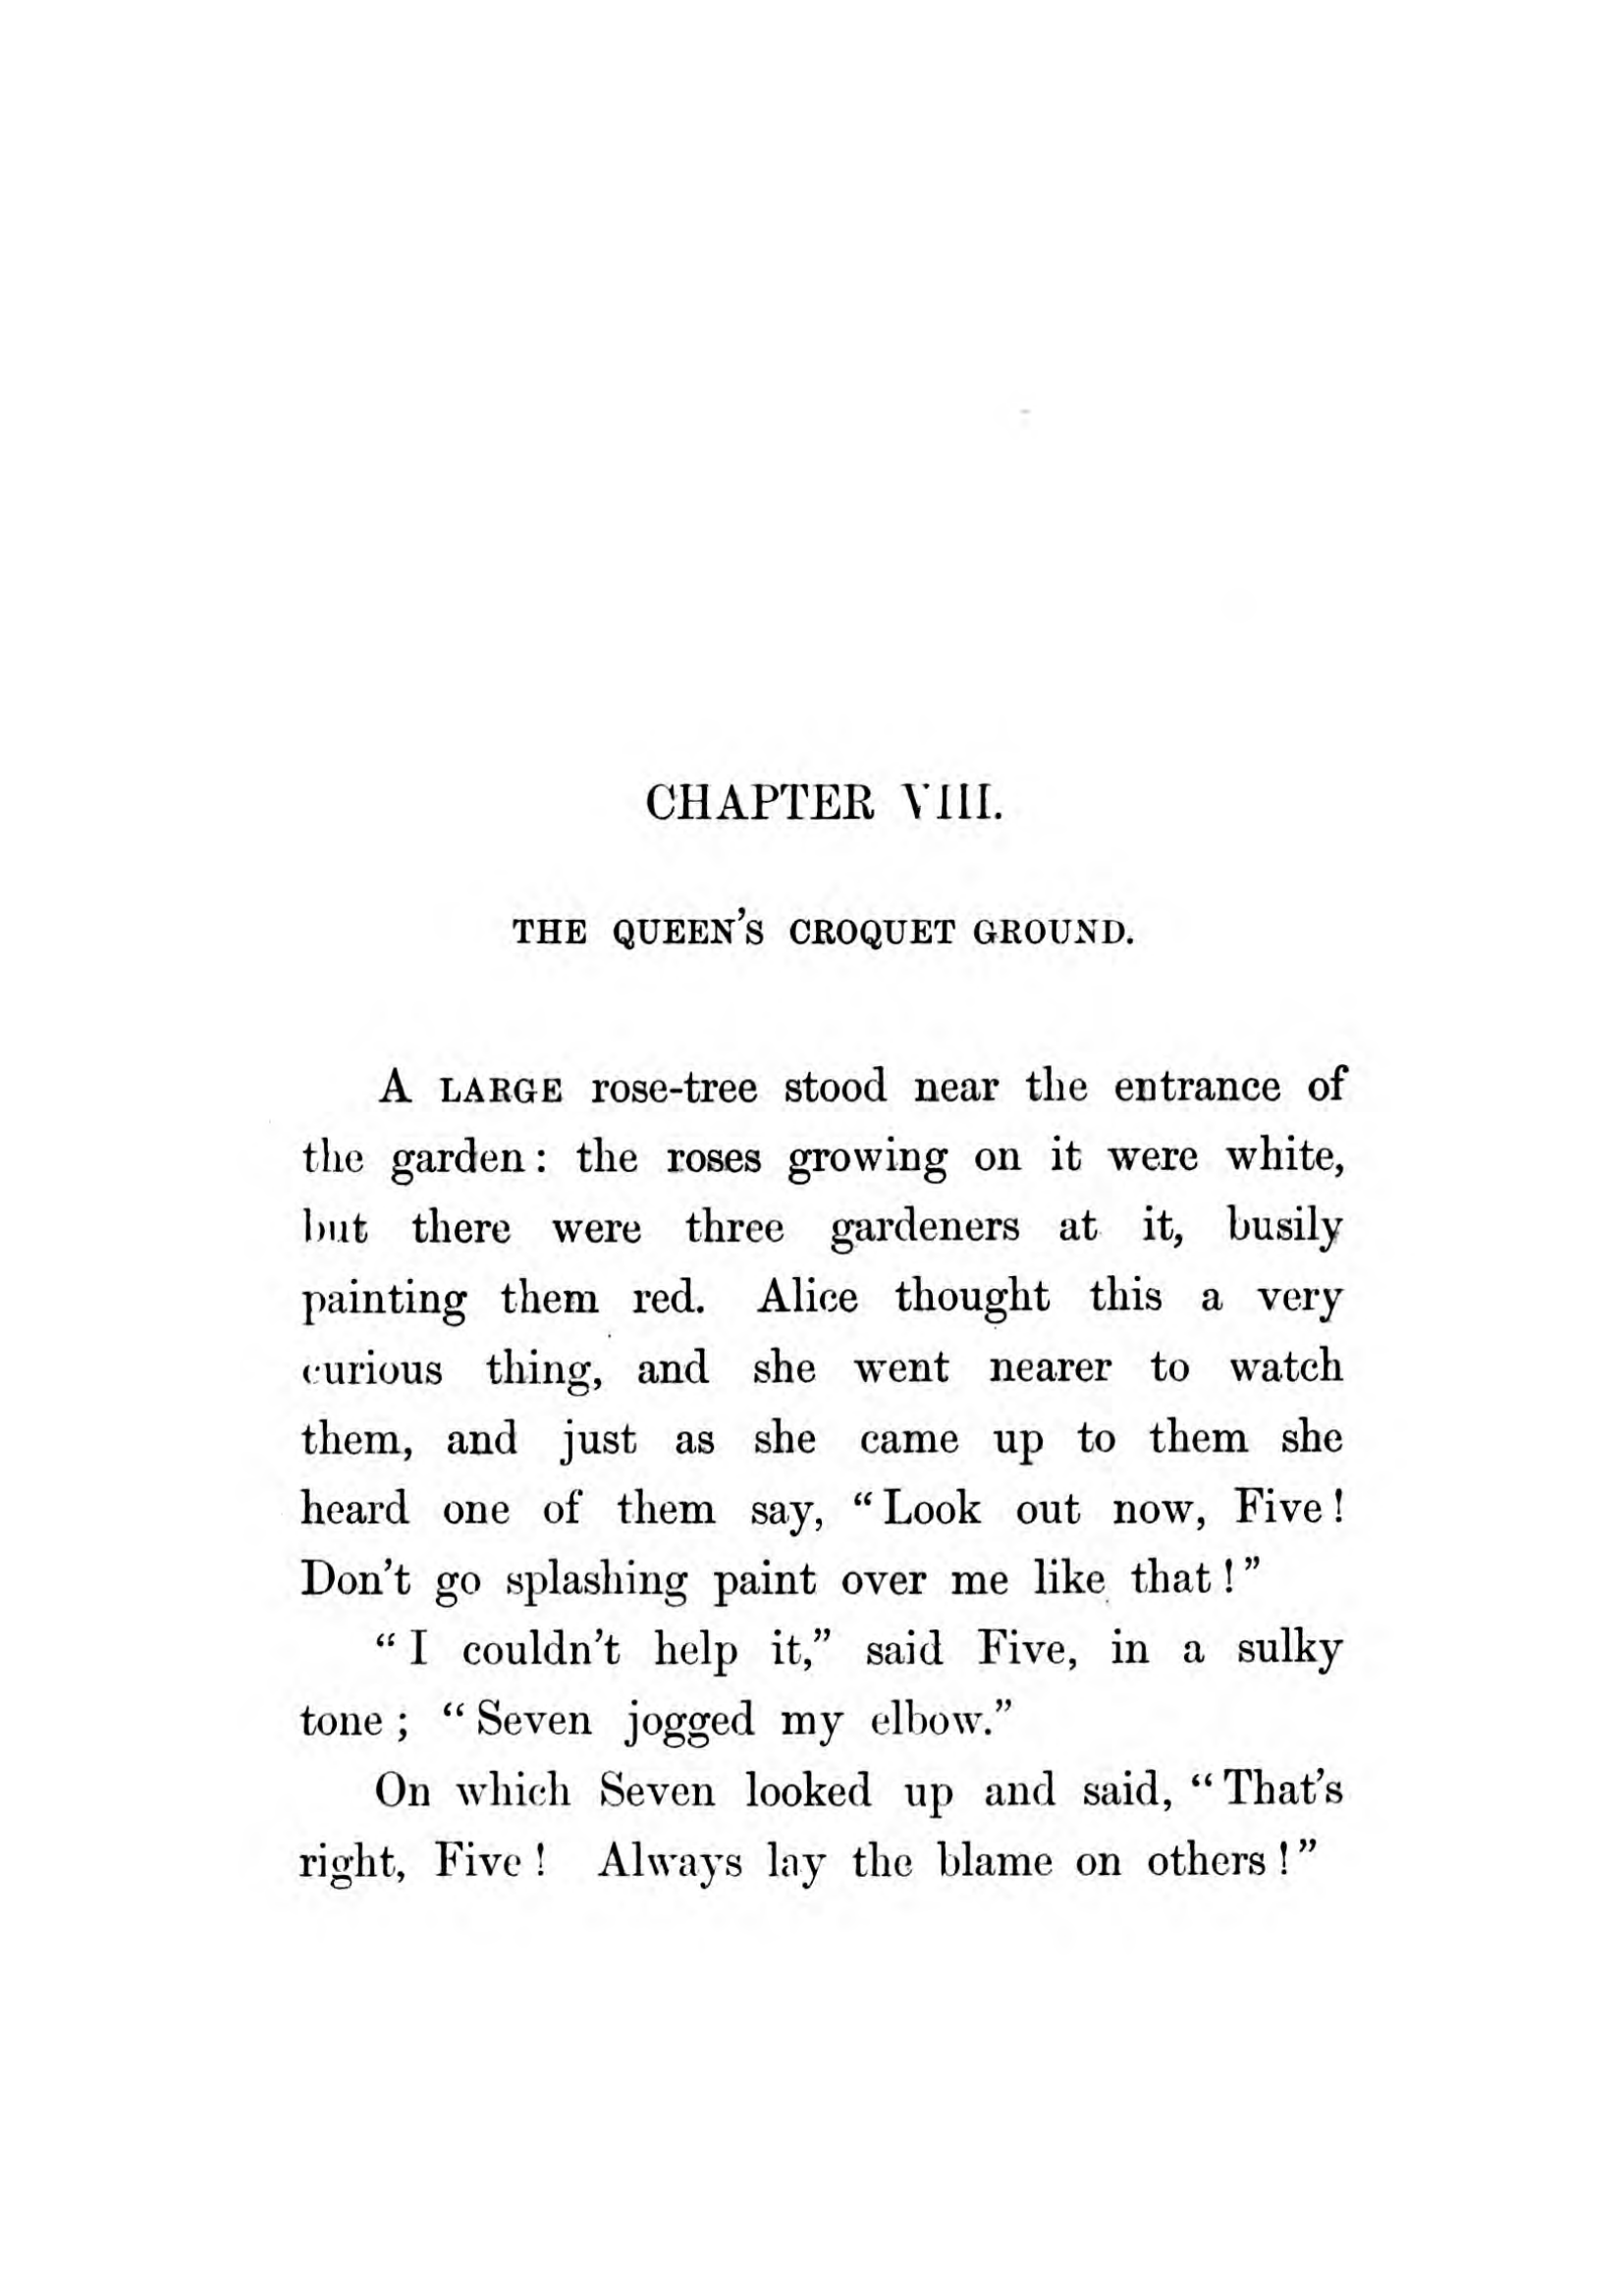 CHAPTER VIII.
THE QUEEN'S CROQUET GROUND.
A LARGE rose-tree stood near the entrance of
the garden: the roses growing on it were white,
but there were three gardeners at it, busily
painting them red. Alice thought this a very
curious thing, and she went nearer to watch
them, and just as she came up to them she
heard one of them say, "Look out now, Five!
Don't go splashing paint over me like that!"
"I couldn't help it," said Five, in a sulky
tone; "Seven jogged my elbow."
On which Seven looked up and said, "That's
right, Five! Always lay the blame on others!"